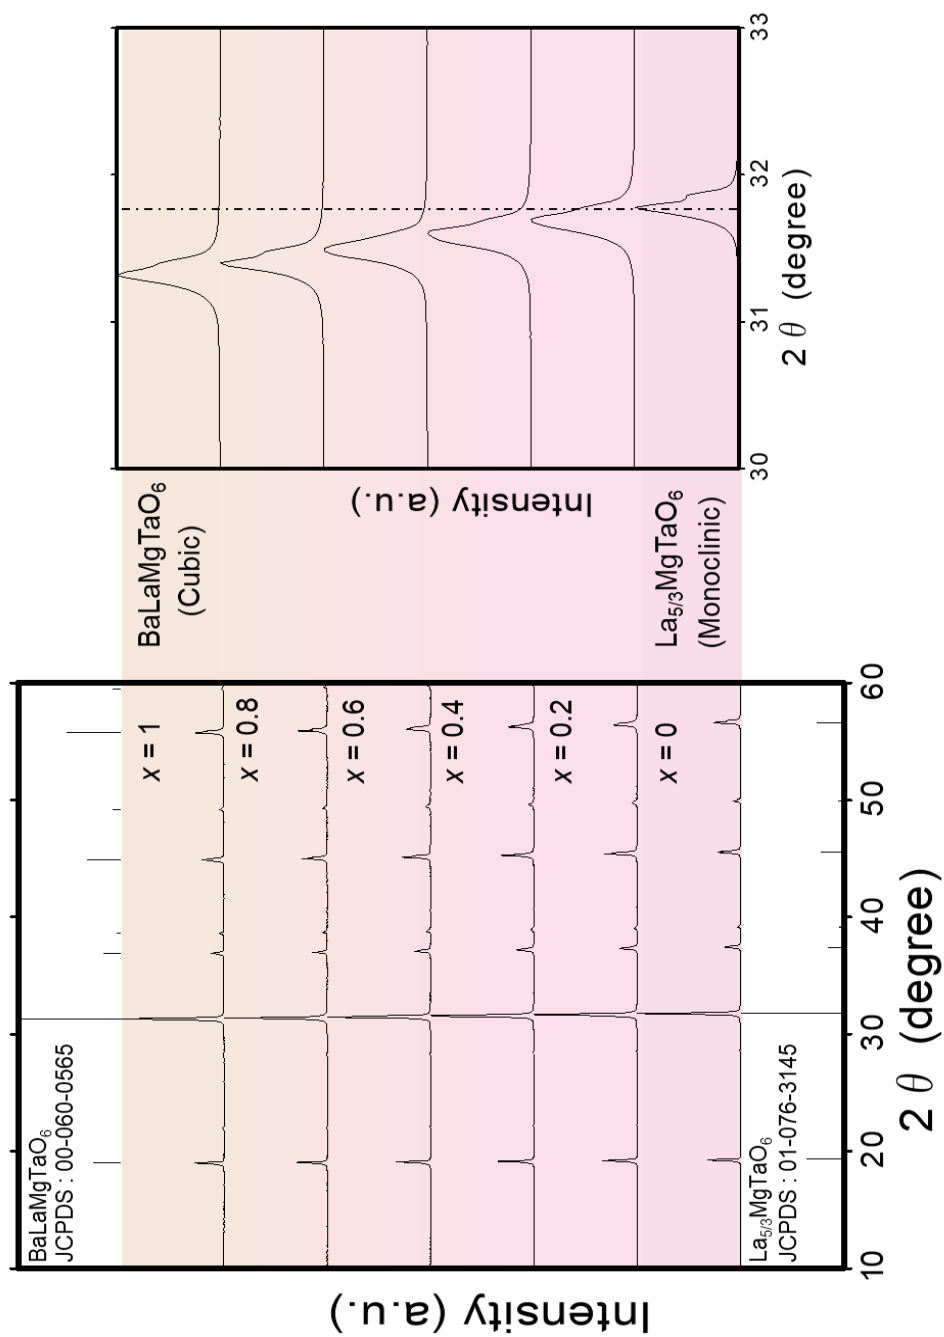 BaLaMgTaO₆
JCPDS : 00-060-0565
x = 1
x = 0.8
x = 0.6
x = 0.4
x = 0.2
x = 0
La₅/₃MgTaO₆
JCPDS : 01-076-3145
Intensity (a.u.)
10
20
30
40
50
60
2 θ (degree)
BaLaMgTaO₆
(Cubic)
La₅/₃MgTaO₆
(Monoclinic)
Intensity (a.u.)
30
31
32
33
2 θ (degree)